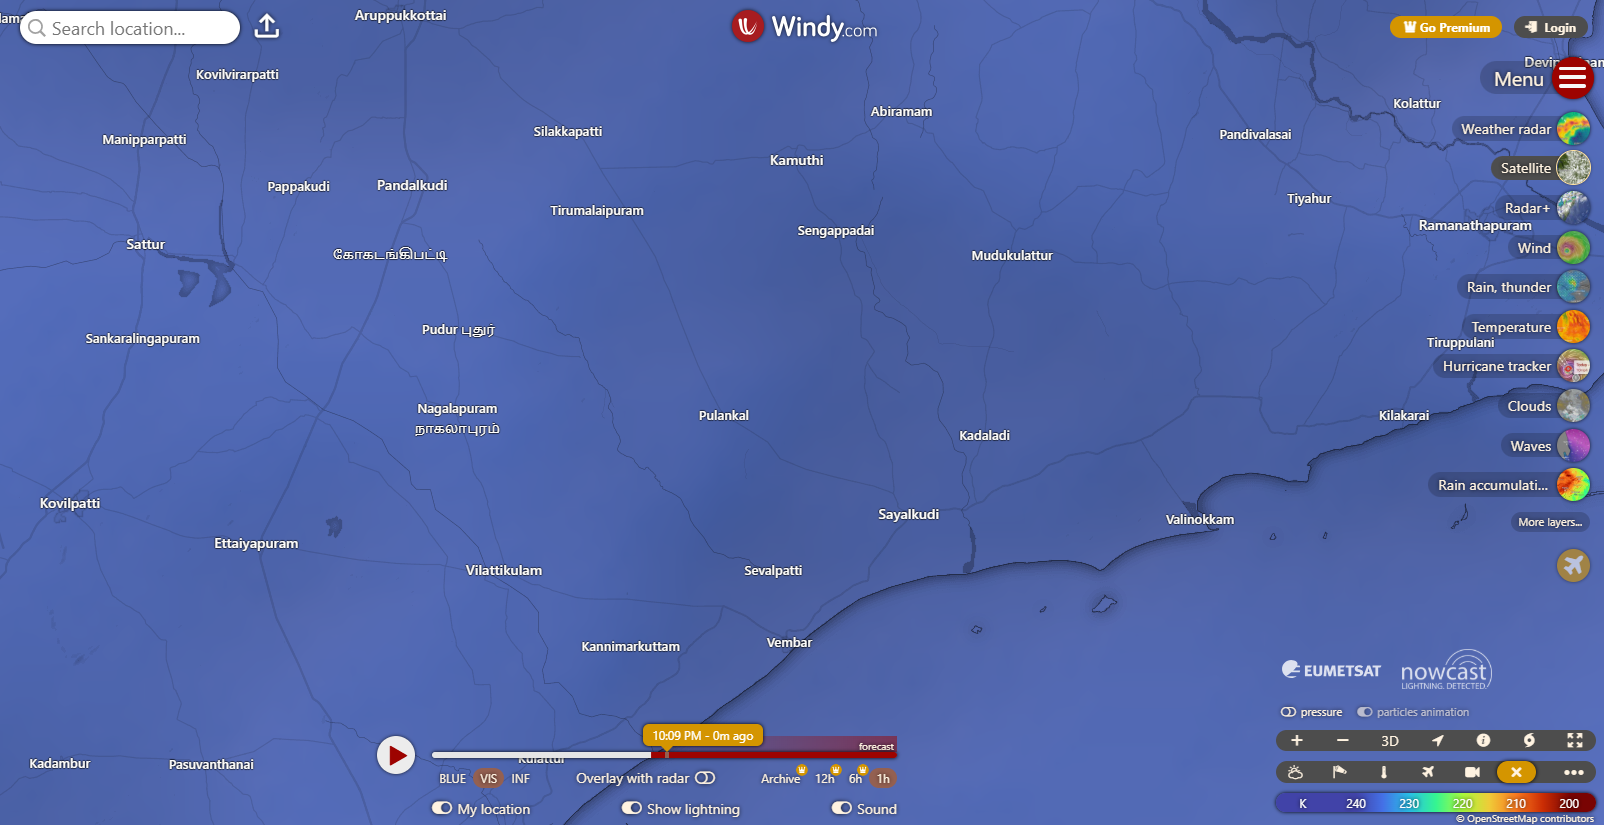 Search location...
Aruppukkottai
Windy.com
Go Premium
Login
Kovilvirarpatti
Menu
Abiramam
Kolattur
Manipparpatti
Silakkapatti
Pandivalasai
Weather radar
Kamuthi
Satellite
Pappakudi
Pandalkudi
Tirumalaipuram
Tiyahur
Radar+
Sengappadai
Ramanathapuram
Sattur
கோகடங்கிபட்டி
Mudukulattur
Wind
Rain, thunder
Pudur புதுர்
Temperature
Sankaralingapuram
Tiruppulani
Hurricane tracker
Nagalapuram
நாகலாபுரம்
Pulankal
Kilakarai
Clouds
Kadaladi
Waves
Rain accumulati...
Kovilpatti
Sayalkudi
Valinokkam
More layers...
Ettaiyapuram
Vilattikulam
Sevalpatti
Kannimarkuttam
Vembar
EUMETSAT
nowcast
LIGHTNING. DETECTED.
pressure
particles animation
10:09 PM - 0m ago
forecast
3D
Kadambur
Pasuvanthanai
Kulattur
BLUE VIS INF
Overlay with radar
Archive 12h 6h 1h
My location
Show lightning
Sound
K 240 230 220 210 200
© OpenStreetMap contributors